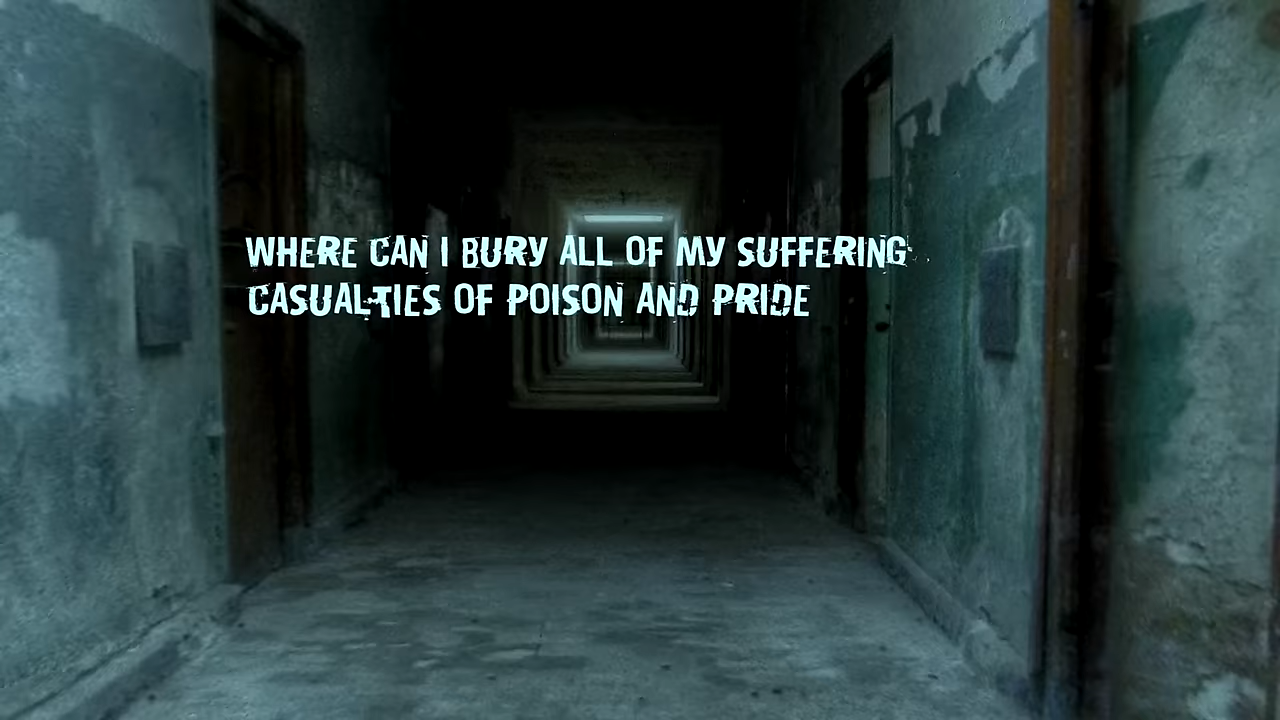 WHERE CAN I BURY ALL OF MY SUFFERING
CASUALTIES OF POISON AND PRIDE